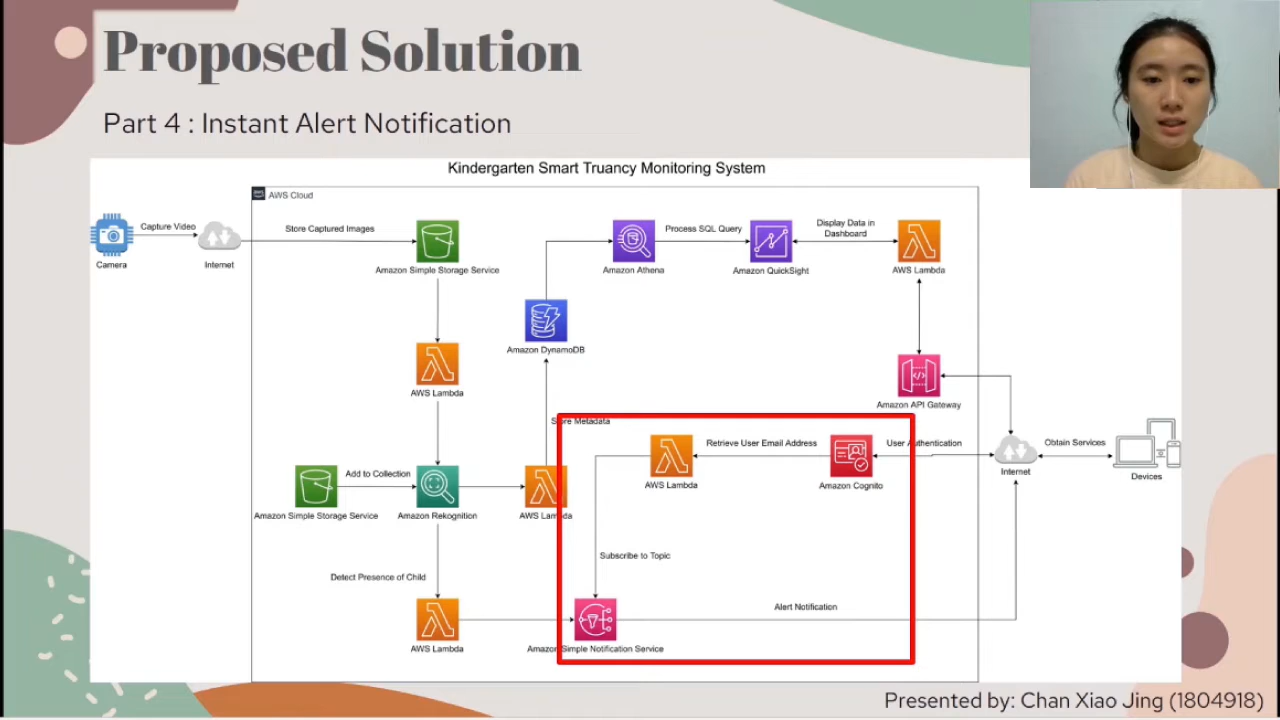 Proposed Solution
Part 4 : Instant Alert Notification
Kindergarten Smart Truancy Monitoring System
aws AWS Cloud
Capture Video
Store Captured Images
Process SQL Query
Display Data in
Dashboard
Camera
Internet
Amazon Simple Storage Service
Amazon Athena
Amazon QuickSight
AWS Lambda
Amazon DynamoDB
AWS Lambda
Amazon API Gateway
Store Metadata
Retrieve User Email Address
User Authentication
Obtain Services
Add to Collection
AWS Lambda
Amazon Cognito
Internet
Devices
Amazon Simple Storage Service
Amazon Rekognition
AWS Lambda
Subscribe to Topic
Detect Presence of Child
Alert Notification
AWS Lambda
Amazon Simple Notification Service
Presented by: Chan Xiao Jing (1804918)